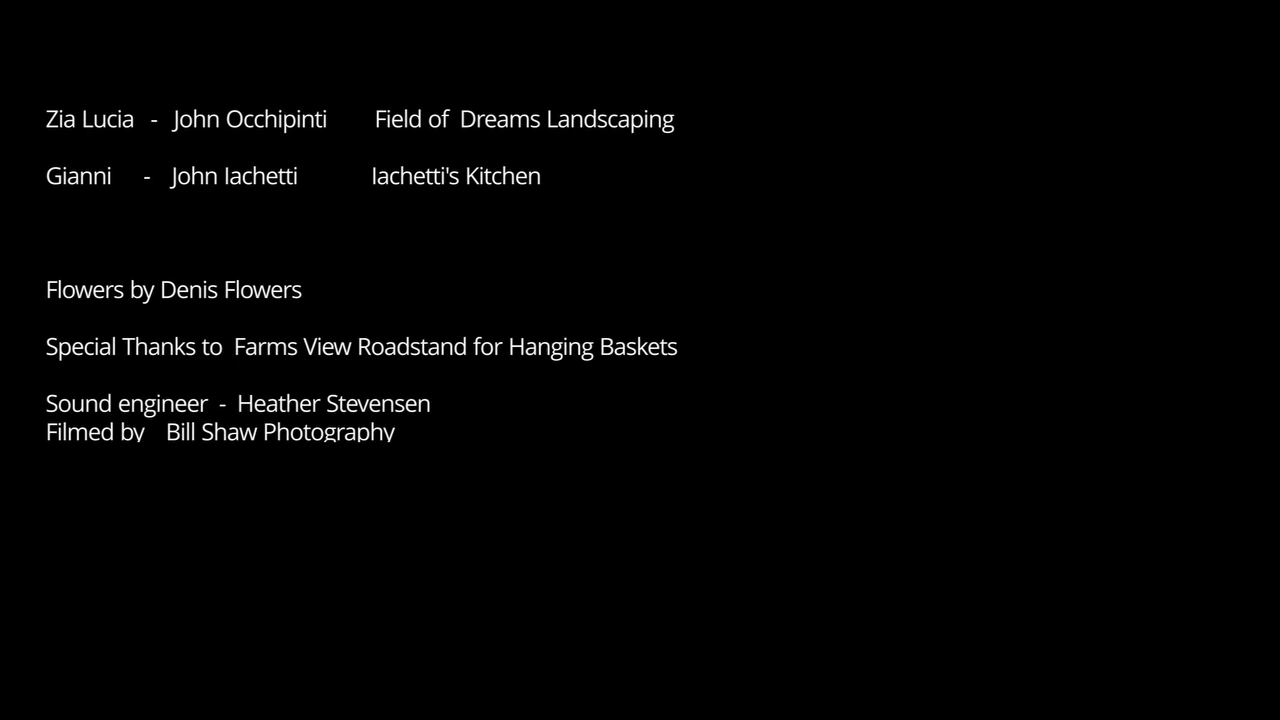 Zia Lucia - John Occhipinti Field of Dreams Landscaping
Gianni - John Iachetti Iachetti's Kitchen
Flowers by Denis Flowers
Special Thanks to Farms View Roadstand for Hanging Baskets
Sound engineer - Heather Stevensen
Filmed by Bill Shaw Photography